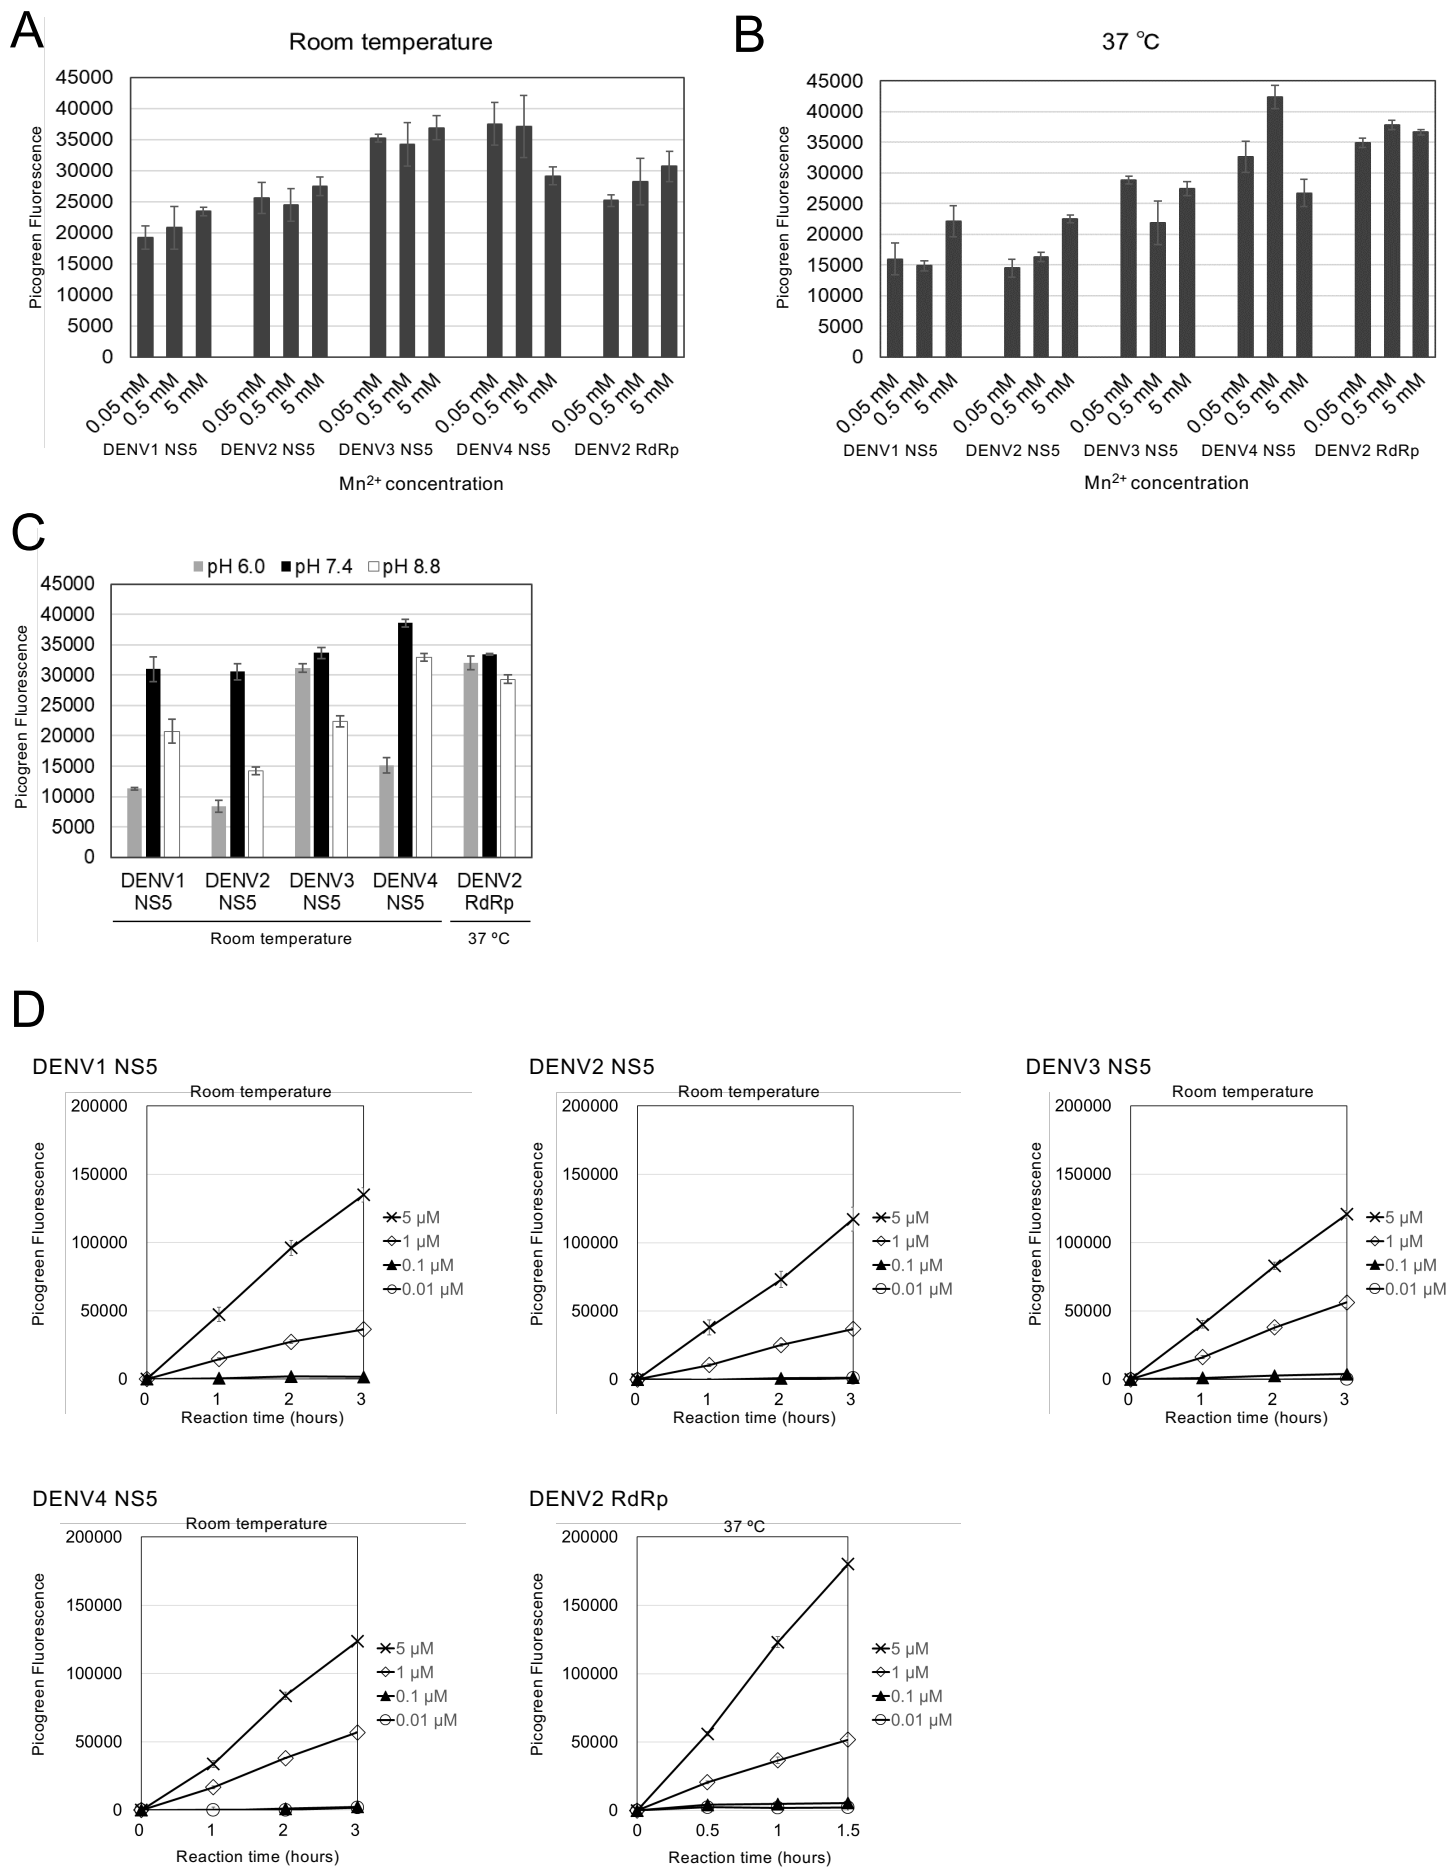 A
Room temperature
Picogreen Fluorescence
45000
40000
35000
30000
25000
20000
15000
10000
5000
0
0.05 mM
0.5 mM
5 mM
0.05 mM
0.5 mM
5 mM
0.05 mM
0.5 mM
5 mM
0.05 mM
0.5 mM
5 mM
0.05 mM
0.5 mM
5 mM
DENV1 NS5 DENV2 NS5 DENV3 NS5 DENV4 NS5 DENV2 RdRp
Mn2+ concentration
B
37 °C
Picogreen Fluorescence
45000
40000
35000
30000
25000
20000
15000
10000
5000
0
0.05 mM
0.5 mM
5 mM
0.05 mM
0.5 mM
5 mM
0.05 mM
0.5 mM
5 mM
0.05 mM
0.5 mM
5 mM
0.05 mM
0.5 mM
5 mM
DENV1 NS5 DENV2 NS5 DENV3 NS5 DENV4 NS5 DENV2 RdRp
Mn2+ concentration
C
pH 6.0 pH 7.4 pH 8.8
Picogreen Fluorescence
45000
40000
35000
30000
25000
20000
15000
10000
5000
0
DENV1 DENV2 DENV3 DENV4 DENV2
NS5 NS5 NS5 NS5 RdRp
Room temperature 37 ºC
D
DENV1 NS5
Room temperature
Picogreen Fluorescence
200000
150000
100000
50000
0
0 1 2 3
Reaction time (hours)
5 µM
1 µM
0.1 µM
0.01 µM
DENV2 NS5
Room temperature
Picogreen Fluorescence
200000
150000
100000
50000
0
0 1 2 3
Reaction time (hours)
5 µM
1 µM
0.1 µM
0.01 µM
DENV3 NS5
Room temperature
Picogreen Fluorescence
200000
150000
100000
50000
0
0 1 2 3
Reaction time (hours)
5 µM
1 µM
0.1 µM
0.01 µM
DENV4 NS5
Room temperature
Picogreen Fluorescence
200000
150000
100000
50000
0
0 1 2 3
Reaction time (hours)
5 µM
1 µM
0.1 µM
0.01 µM
DENV2 RdRp
37 ºC
Picogreen Fluorescence
200000
150000
100000
50000
0
0 0.5 1 1.5
Reaction time (hours)
5 µM
1 µM
0.1 µM
0.01 µM